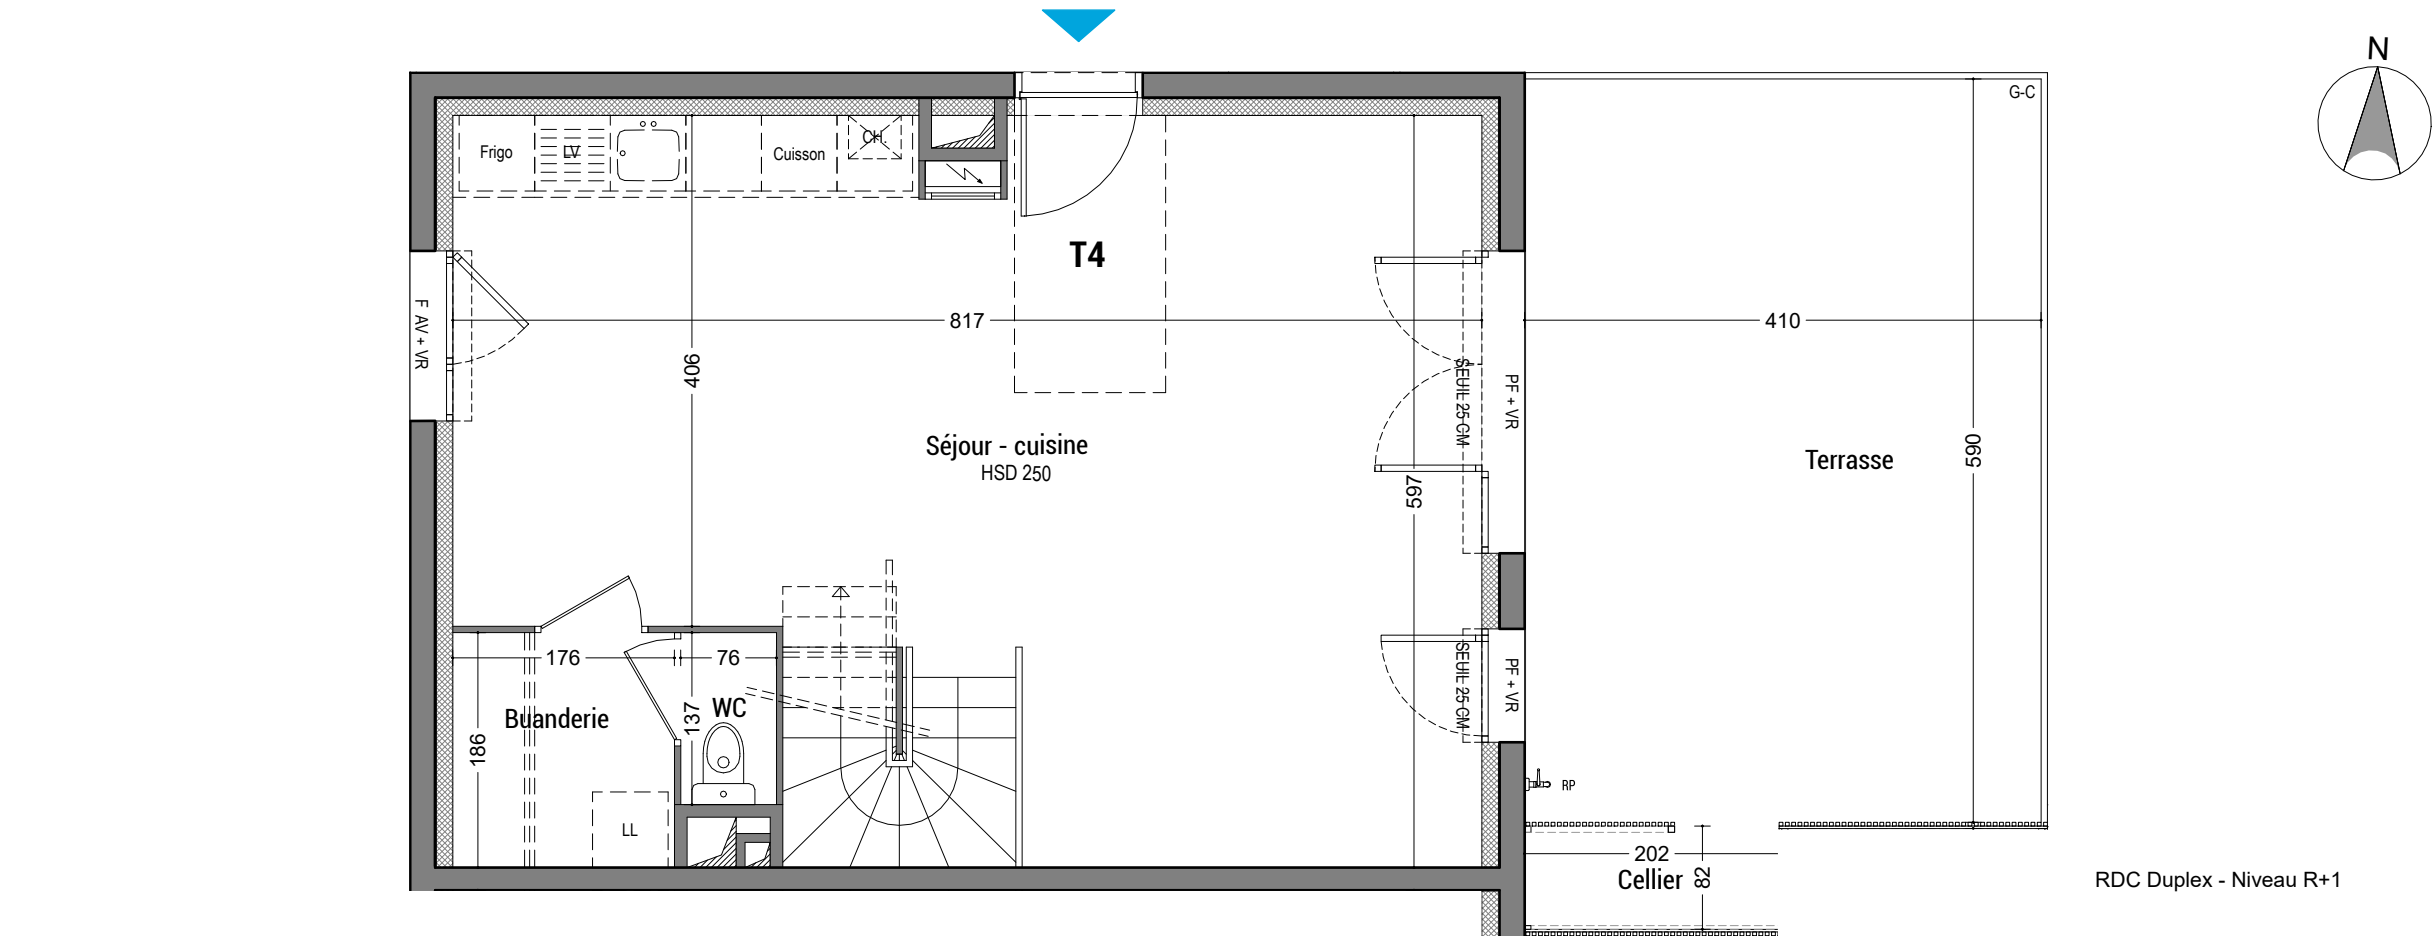 N
G-C
Frigo
LV
Cuisson
CH.
T4
F AV + VR
817
410
406
SEUIL 25 CM
PF + VR
Séjour - cuisine
HSD 250
597
Terrasse
590
176
76
137
WC
Buanderie
186
SEUIL 25 CM
PF + VR
RP
LL
202
Cellier
82
RDC Duplex - Niveau R+1